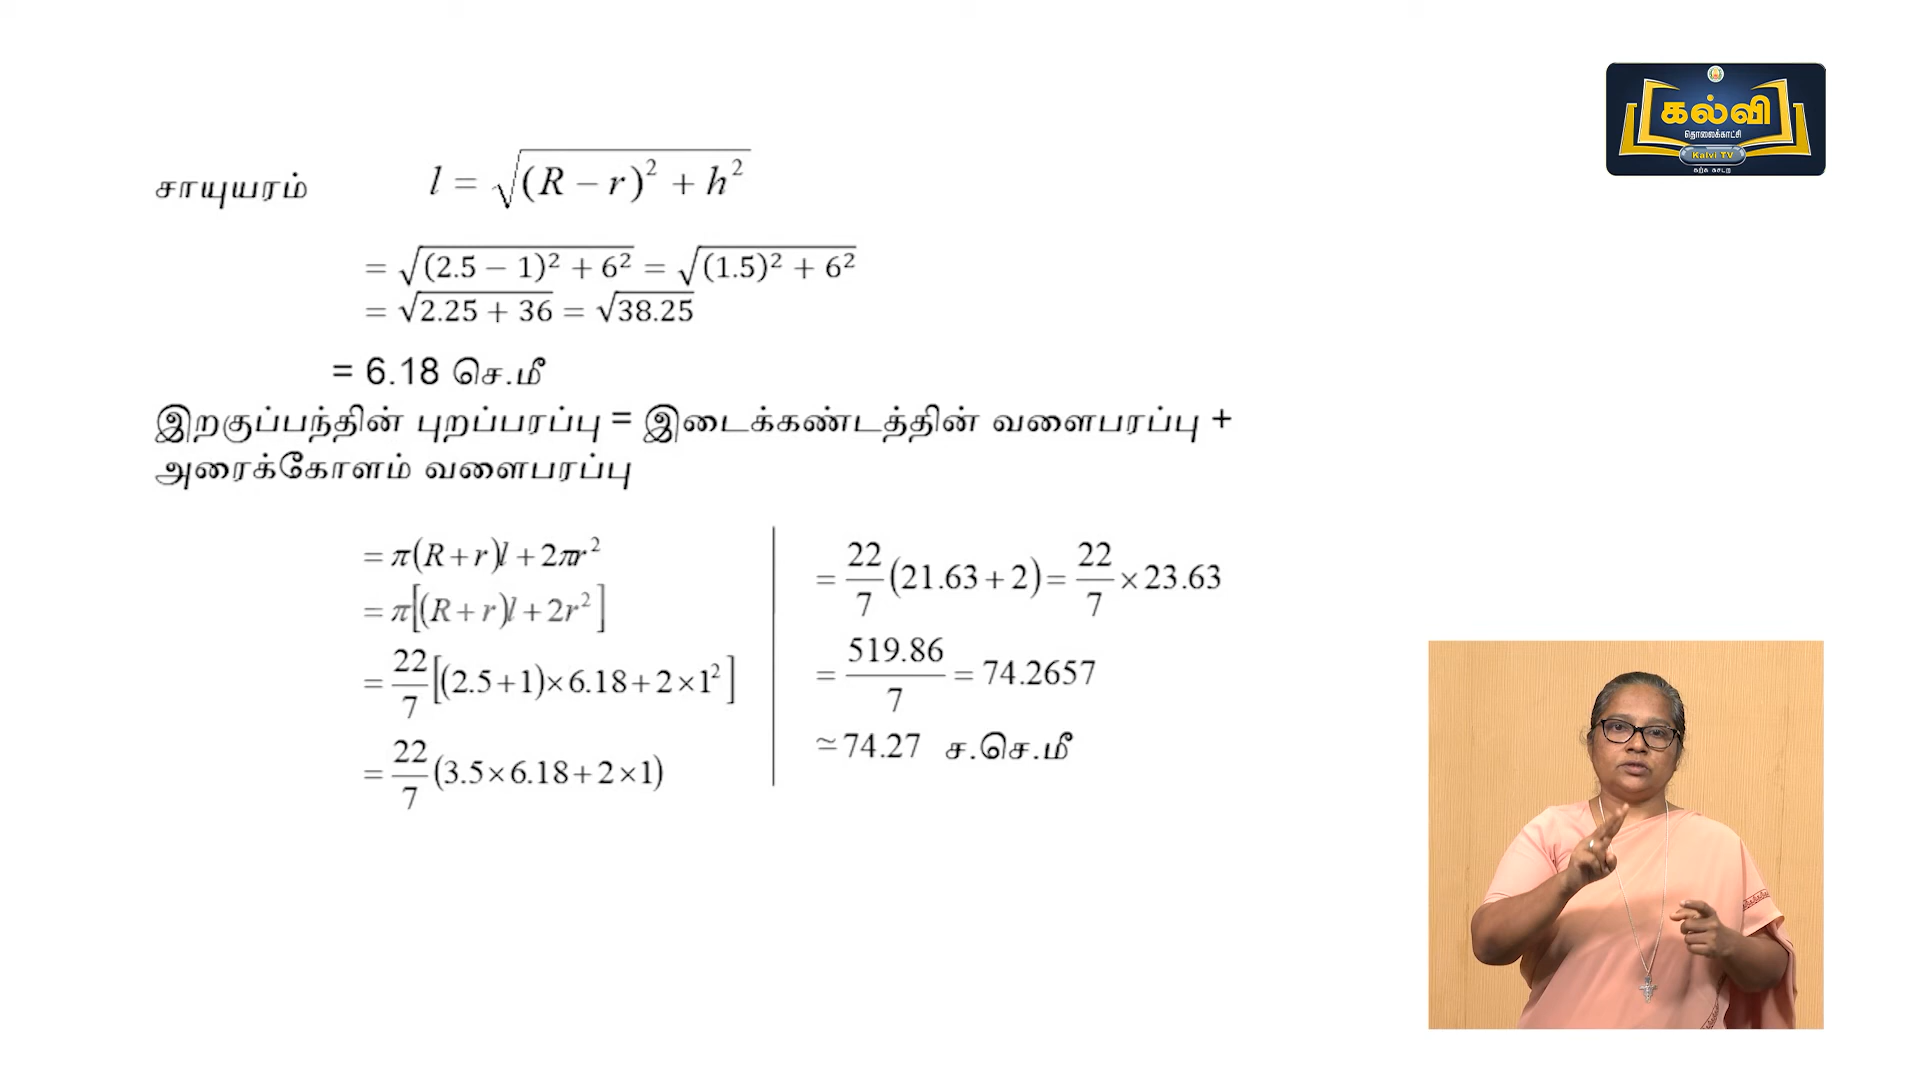 கல்வி
தொலைக்காட்சி
Kalvi TV
கற்க கசடற
சாயுயரம் l = √((R − r)² + h²)
= √((2.5 − 1)² + 6²) = √((1.5)² + 6²)
= √(2.25 + 36) = √38.25
= 6.18 செ.மீ
இறகுப்பந்தின் புறப்பரப்பு = இடைக்கண்டத்தின் வளைபரப்பு +
அரைக்கோளம் வளைபரப்பு
= π(R+r)l + 2πr²
= π[(R+r)l + 2r²]
= 22/7 [(2.5+1)×6.18+2×1²]
= 22/7 (3.5×6.18+2×1)
= 22/7 (21.63+2) = 22/7 ×23.63
= 519.86/7 = 74.2657
≃ 74.27 ச.செ.மீ